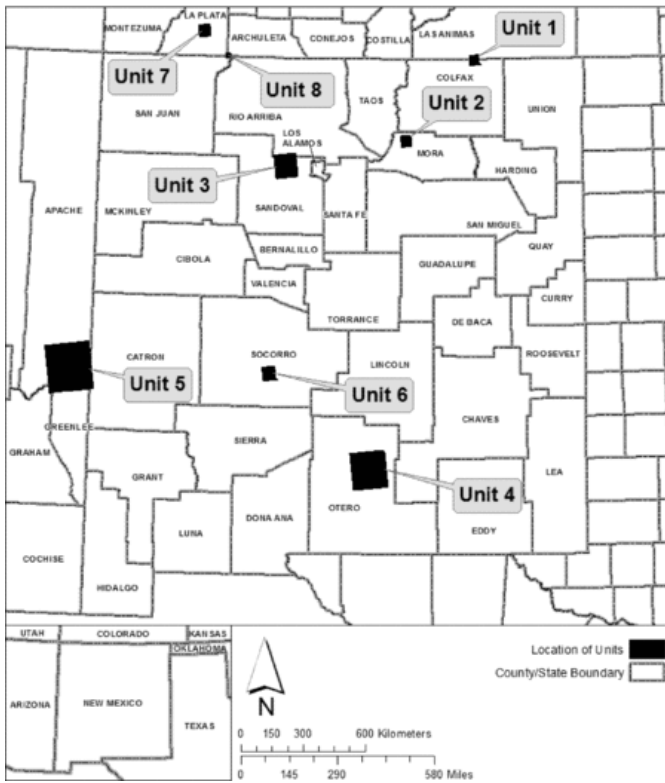 LA PLATA
MONTEZUMA
ARCHULETA
CONEJOS
COSTILLA
LAS ANIMAS
Unit 1
Unit 7
Unit 8
COLFAX
SAN JUAN
TAOS
UNION
RIO ARRIBA
Unit 2
LOS
ALAMOS
MORA
HARDING
Unit 3
APACHE
MCKINLEY
SANDOVAL
SANTA FE
SAN MIGUEL
BERNALILLO
QUAY
CIBOLA
GUADALUPE
VALENCIA
CURRY
TORRANCE
DE BACA
CATRON
SOCORRO
LINCOLN
ROOSEVELT
Unit 5
Unit 6
CHAVES
GREENLEE
SIERRA
GRAHAM
GRANT
LEA
OTERO
Unit 4
DONA ANA
LUNA
EDDY
COCHISE
HIDALGO
UTAH
COLORADO
KANSAS
OKLAHOMA
ARIZONA
NEW MEXICO
TEXAS
N
Location of Units
County/State Boundary
0 150 300 600 Kilometers
0 145 290 580 Miles